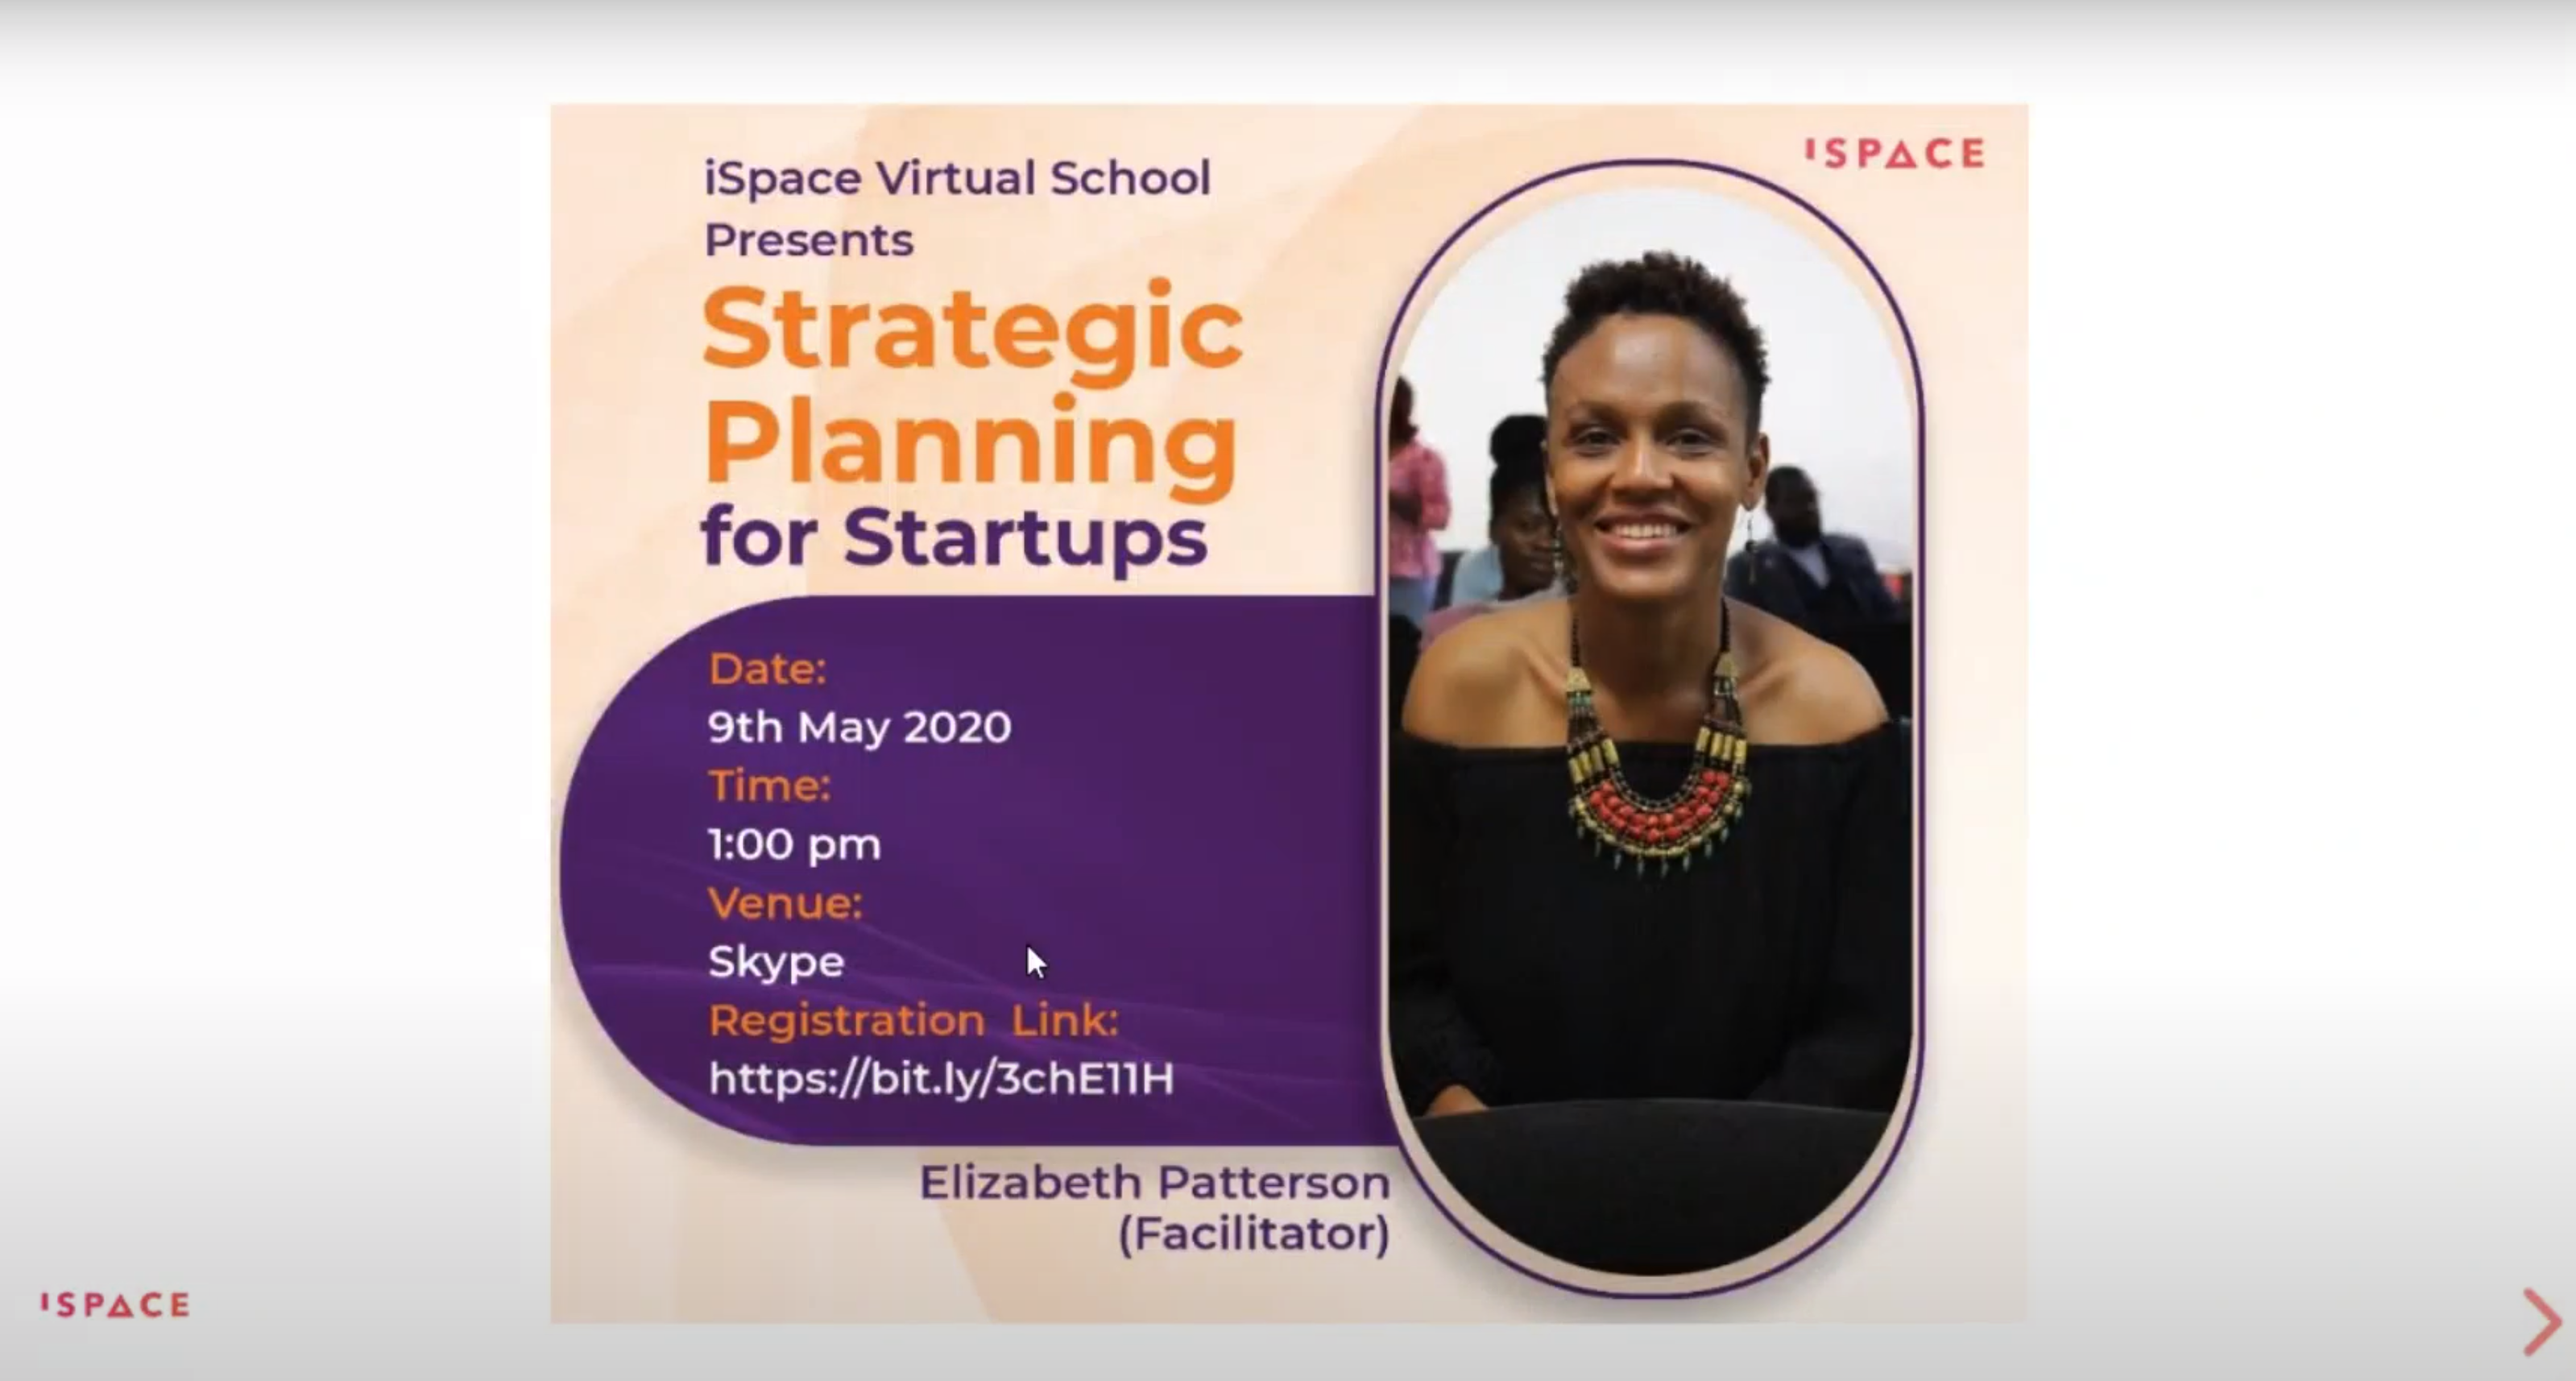 iSpace Virtual School
Presents
Strategic
Planning
for Startups
ISPACE
Date:
9th May 2020
Time:
1:00 pm
Venue:
Skype
Registration Link:
https://bit.ly/3chE11H
Elizabeth Patterson
(Facilitator)
ISPACE